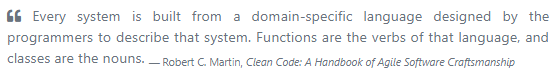 ❝ Every system is built from a domain-specific language designed by the
programmers to describe that system. Functions are the verbs of that language, and
classes are the nouns. — Robert C. Martin, Clean Code: A Handbook of Agile Software Craftsmanship